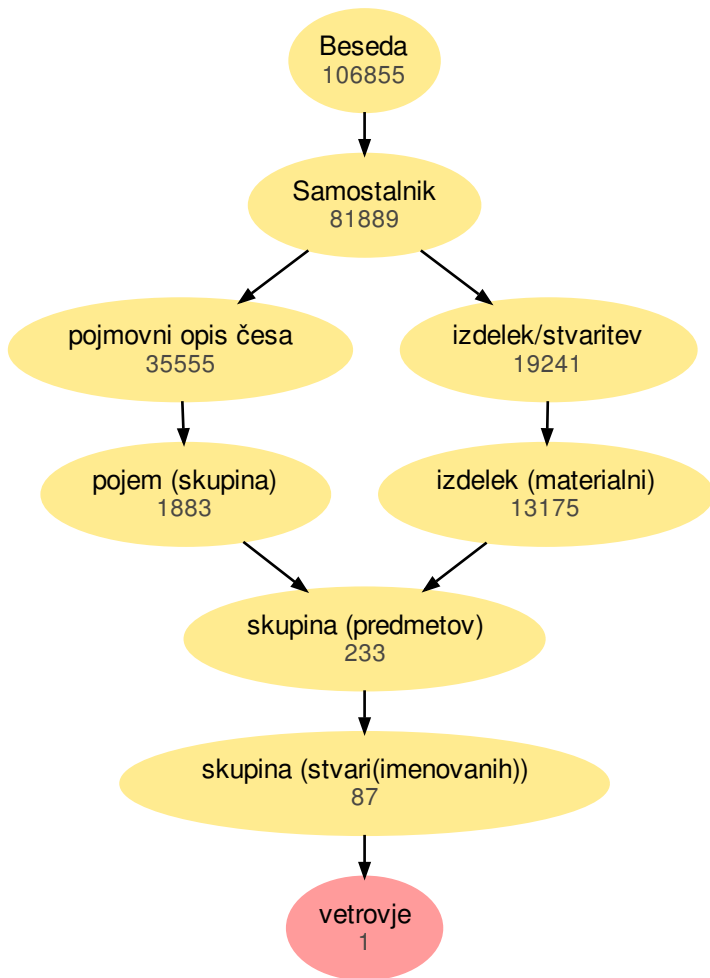 Beseda
106855
Samostalnik
81889
pojmovni opis česa
35555
izdelek/stvaritev
19241
pojem (skupina)
1883
izdelek (materialni)
13175
skupina (predmetov)
233
skupina (stvari(imenovanih))
87
vetrovje
1